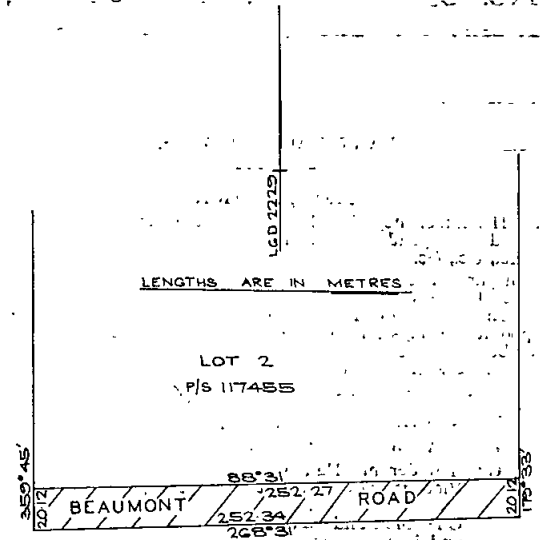 LGD 2229
LENGTHS ARE IN METRES
LOT 2
P/S 117455
359°45'
88°31'
252·27
20·12
BEAUMONT ROAD
20·12
179°33'
252·34
268°31'